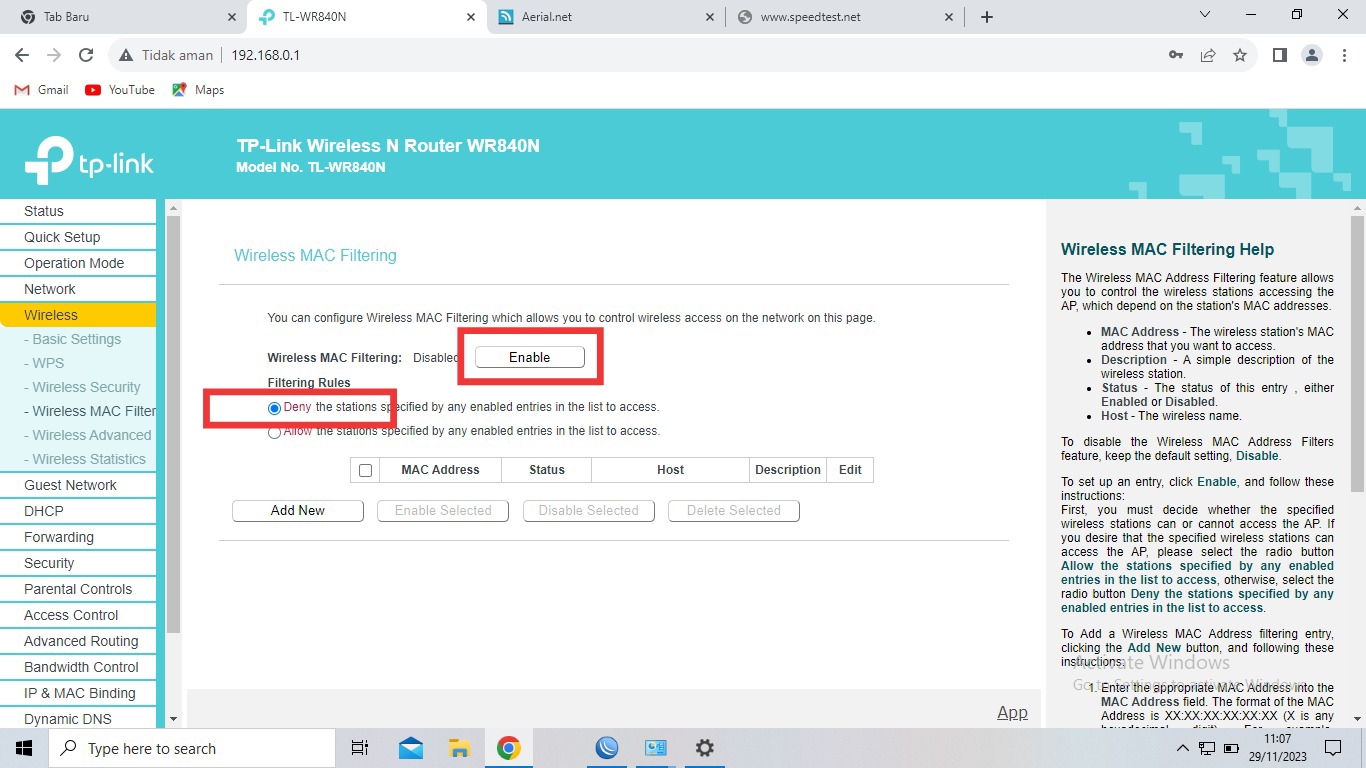 Tab Baru
TL-WR840N
Aerial.net
www.speedtest.net
Tidak aman
192.168.0.1
Gmail
YouTube
Maps
tp-link
TP-Link Wireless N Router WR840N
Model No. TL-WR840N
Status
Quick Setup
Operation Mode
Network
Wireless
- Basic Settings
- WPS
- Wireless Security
- Wireless MAC Filter
- Wireless Advanced
- Wireless Statistics
Guest Network
DHCP
Forwarding
Security
Parental Controls
Access Control
Advanced Routing
Bandwidth Control
IP & MAC Binding
Dynamic DNS
Wireless MAC Filtering
You can configure Wireless MAC Filtering which allows you to control wireless access on the network on this page.
Wireless MAC Filtering: Disabled Enable
Filtering Rules
Deny the stations specified by any enabled entries in the list to access.
Allow the stations specified by any enabled entries in the list to access.
MAC Address Status Host Description Edit
Add New Enable Selected Disable Selected Delete Selected
App
Wireless MAC Filtering Help
The Wireless MAC Address Filtering feature allows
you to control the wireless stations accessing the
AP, which depend on the station's MAC addresses.
• MAC Address - The wireless station's MAC
address that you want to access.
• Description - A simple description of the
wireless station.
• Status - The status of this entry , either
Enabled or Disabled.
• Host - The wireless name.
To disable the Wireless MAC Address Filters
feature, keep the default setting, Disable.
To set up an entry, click Enable, and follow these
instructions:
First, you must decide whether the specified
wireless stations can or cannot access the AP. If
you desire that the specified wireless stations can
access the AP, please select the radio button
Allow the stations specified by any enabled
entries in the list to access, otherwise, select the
radio button Deny the stations specified by any
enabled entries in the list to access.
To Add a Wireless MAC Address filtering entry,
clicking the Add New button, and following these
instructions:
1. Enter the appropriate MAC Address into the
MAC Address field. The format of the MAC
Address is XX:XX:XX:XX:XX:XX (X is any
Activate Windows
Go to Settings to activate Windows.
Type here to search
11:07
29/11/2023